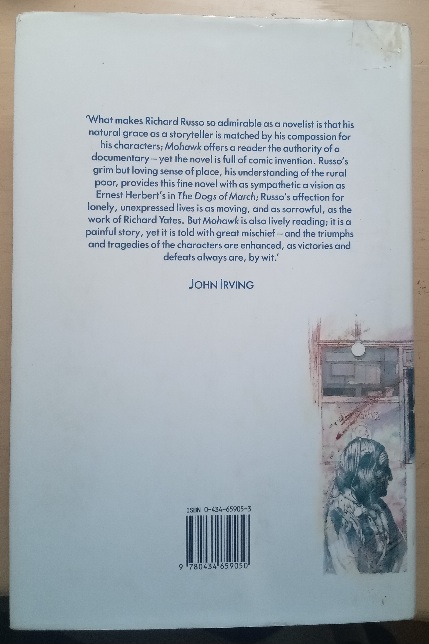 'What makes Richard Russo so admirable as a novelist is that his
natural grace as a storyteller is matched by his compassion for
his characters; Mohawk offers a reader the authority of a
documentary – yet the novel is full of comic invention. Russo's
grim but loving sense of place, his understanding of the rural
poor, provides this fine novel with as sympathetic a vision as
Ernest Herbert's in The Dogs of March; Russo's affection for
lonely, unexpressed lives is as moving, and as sorrowful, as the
work of Richard Yates. But Mohawk is also lively reading; it is a
painful story, yet it is told with great mischief – and the triumphs
and tragedies of the characters are enhanced, as victories and
defeats always are, by wit.'
JOHN IRVING
ISBN 0-434-65905-3
9 780434 659050